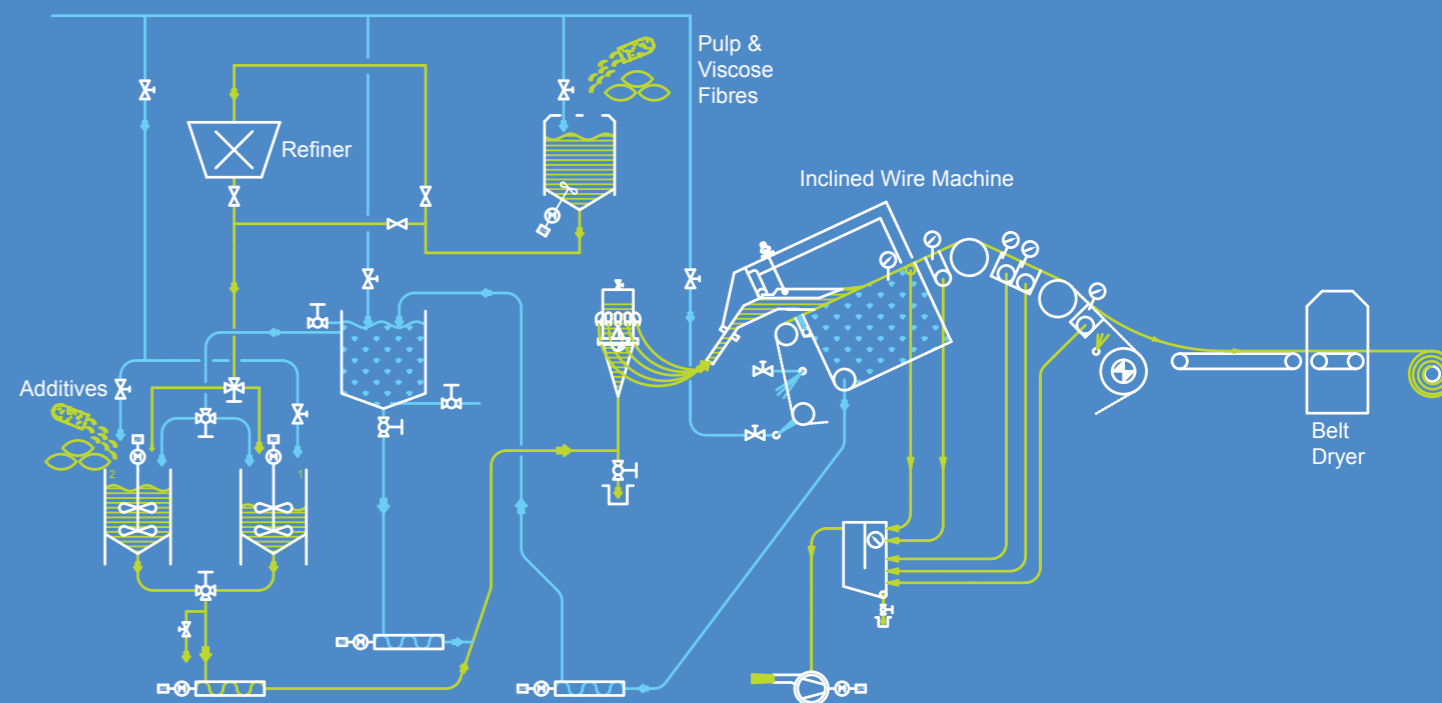 Pulp &
Viscose
Fibres
Refiner
Inclined Wire Machine
Additives
2
1
M
M
M
M
M
M
M
Belt
Dryer